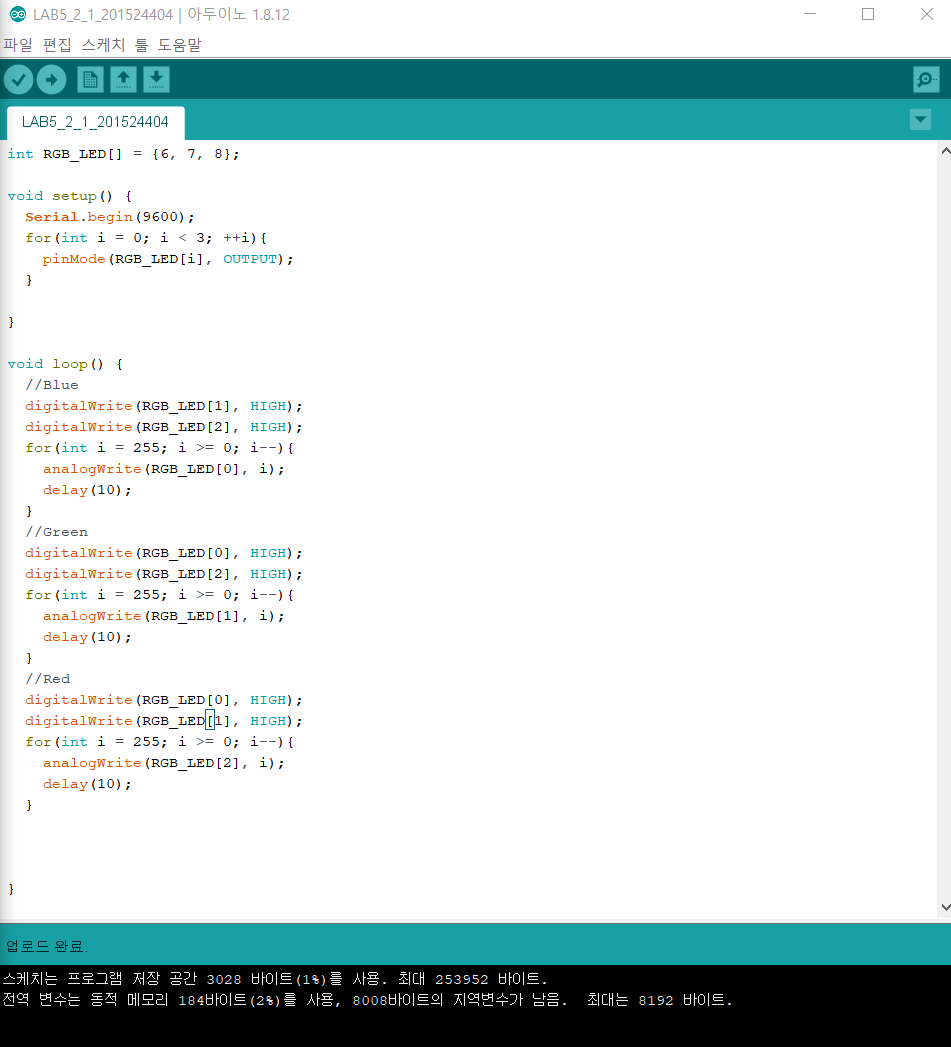 LAB5_2_1_201524404 | 아두이노 1.8.12
파일 편집 스케치 툴 도움말
LAB5_2_1_201524404
int RGB_LED[] = {6, 7, 8};
void setup() {
  Serial.begin(9600);
  for(int i = 0; i < 3; ++i){
    pinMode(RGB_LED[i], OUTPUT);
  }
}
void loop() {
  //Blue
  digitalWrite(RGB_LED[1], HIGH);
  digitalWrite(RGB_LED[2], HIGH);
  for(int i = 255; i >= 0; i--){
    analogWrite(RGB_LED[0], i);
    delay(10);
  }
  //Green
  digitalWrite(RGB_LED[0], HIGH);
  digitalWrite(RGB_LED[2], HIGH);
  for(int i = 255; i >= 0; i--){
    analogWrite(RGB_LED[1], i);
    delay(10);
  }
  //Red
  digitalWrite(RGB_LED[0], HIGH);
  digitalWrite(RGB_LED[1], HIGH);
  for(int i = 255; i >= 0; i--){
    analogWrite(RGB_LED[2], i);
    delay(10);
  }
}
업로드 완료.
스케치는 프로그램 저장 공간 3028 바이트(1%)를 사용. 최대 253952 바이트.
전역 변수는 동적 메모리 184바이트(2%)를 사용, 8008바이트의 지역변수가 남음.  최대는 8192 바이트.